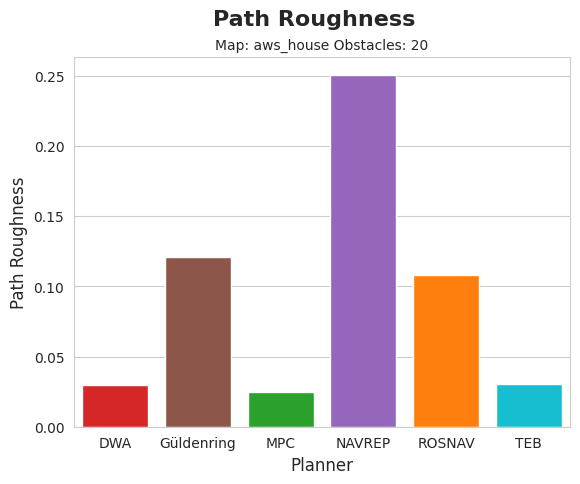 Path Roughness
Map: aws_house Obstacles: 20
Path Roughness
0.25
0.20
0.15
0.10
0.05
0.00
DWA Güldenring MPC NAVREP ROSNAV TEB
Planner